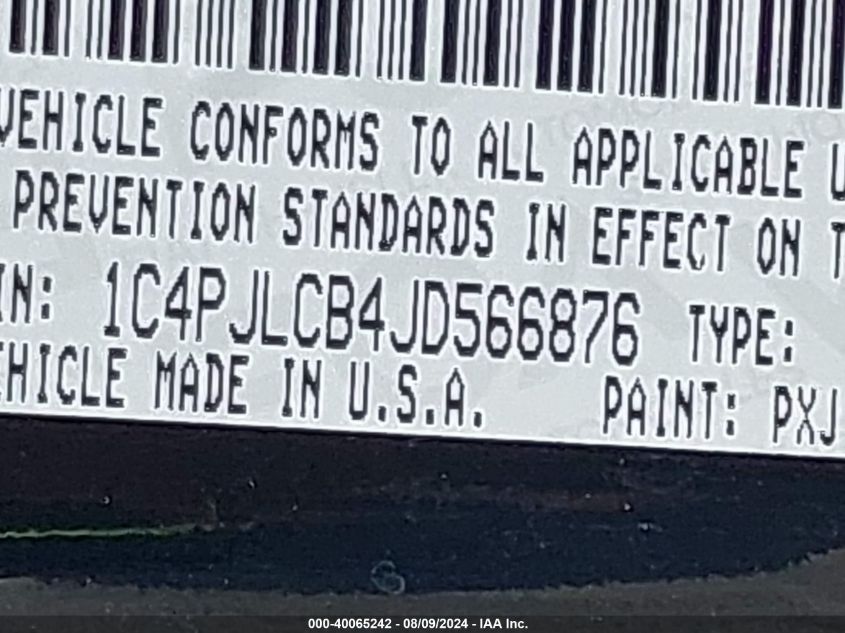 VEHICLE CONFORMS TO ALL APPLICABLE U
PREVENTION STANDARDS IN EFFECT ON T
IN: 1C4PJLCB4JD566876 TYPE:
EHICLE MADE IN U.S.A. PAINT: PXJ
000-40065242 - 08/09/2024 - IAA Inc.